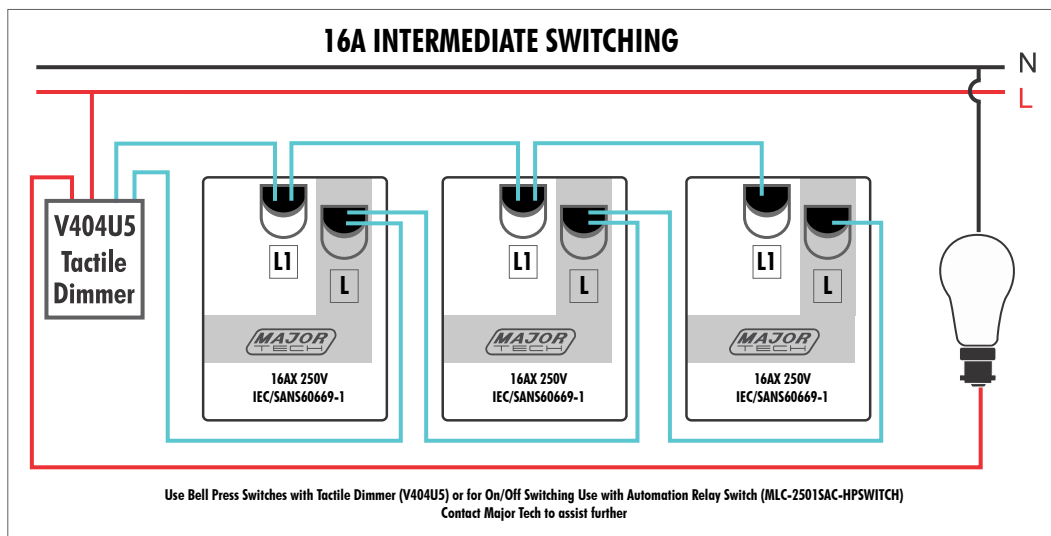 16A INTERMEDIATE SWITCHING
N
L
V404U5
Tactile
Dimmer
L1
L
MAJOR
TECH
16AX 250V
IEC/SANS60669-1
L1
L
MAJOR
TECH
16AX 250V
IEC/SANS60669-1
L1
L
MAJOR
TECH
16AX 250V
IEC/SANS60669-1
Use Bell Press Switches with Tactile Dimmer (V404U5) or for On/Off Switching Use with Automation Relay Switch (MLC-2501SAC-HPSWITCH)
Contact Major Tech to assist further